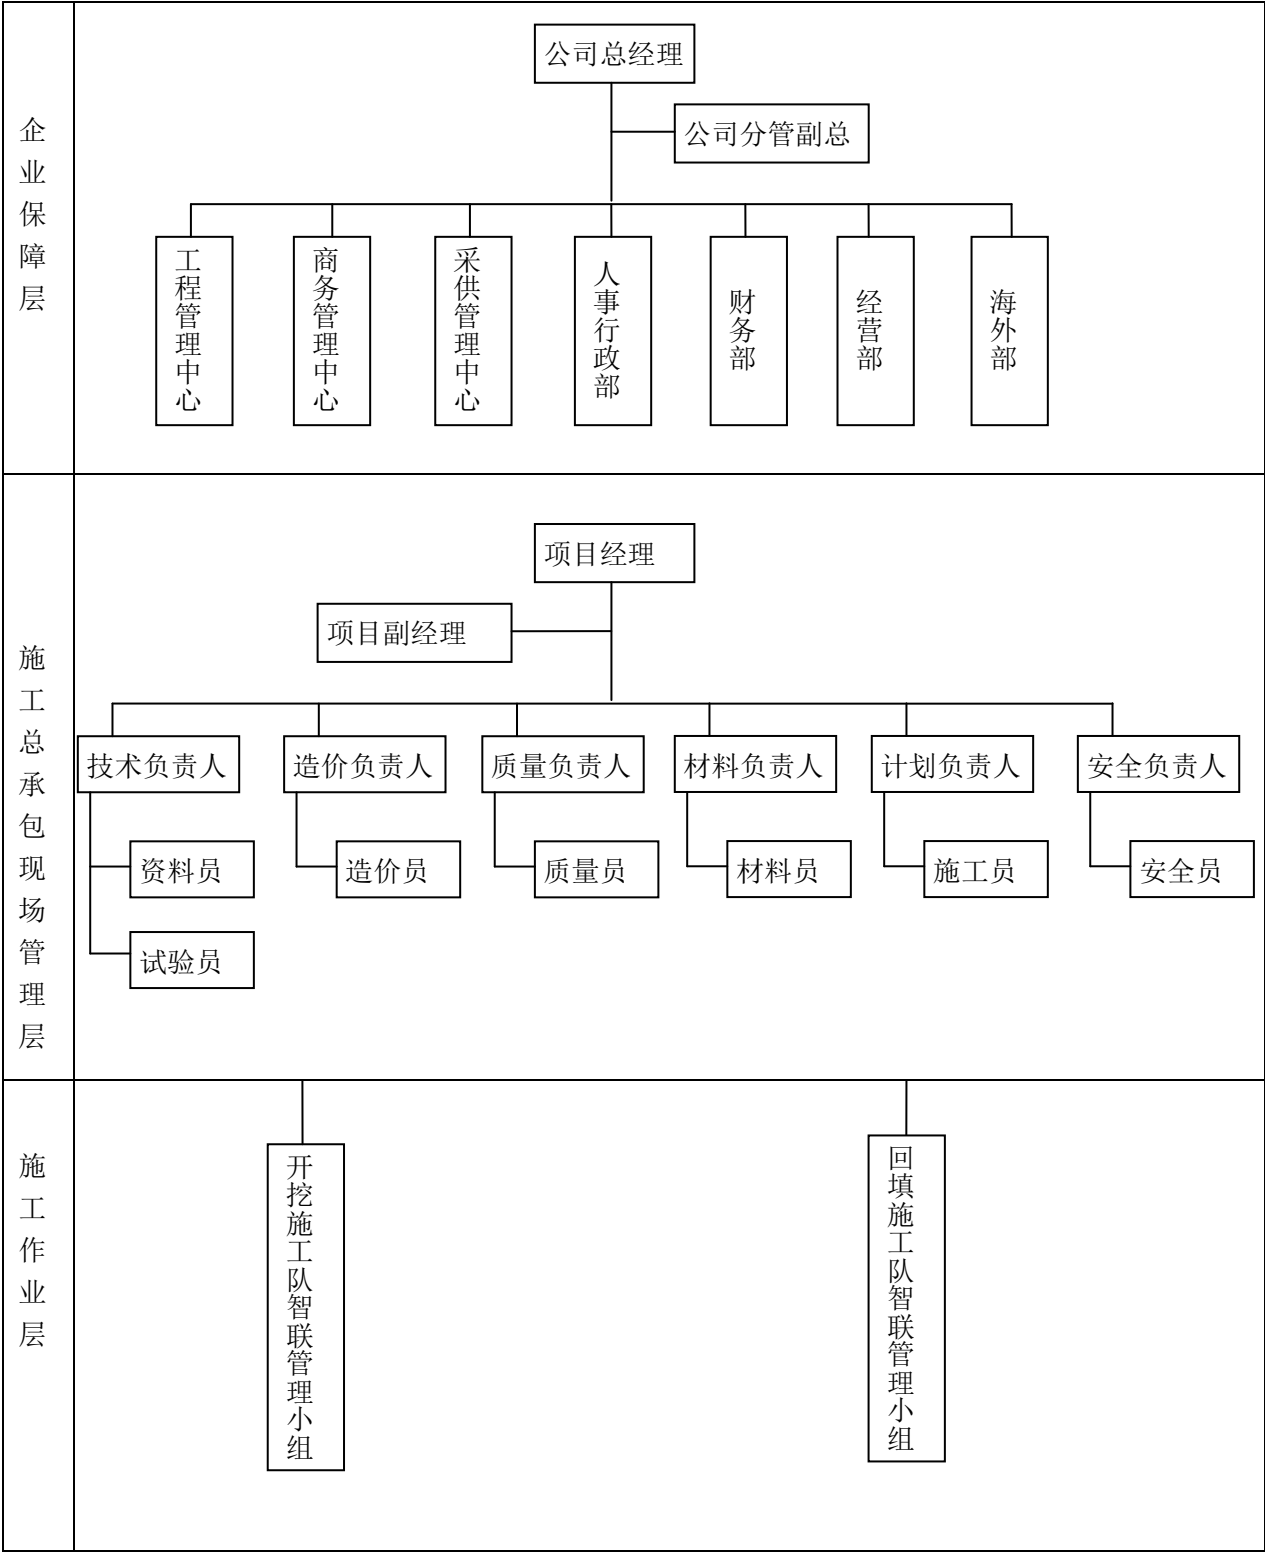 企业保障层
公司总经理
公司分管副总
工程管理中心
商务管理中心
采供管理中心
人事行政部
财务部
经营部
海外部
施工总承包现场管理层
项目经理
项目副经理
技术负责人
造价负责人
质量负责人
材料负责人
计划负责人
安全负责人
资料员
造价员
质量员
材料员
施工员
安全员
试验员
施工作业层
开挖施工队智联管理小组
回填施工队智联管理小组